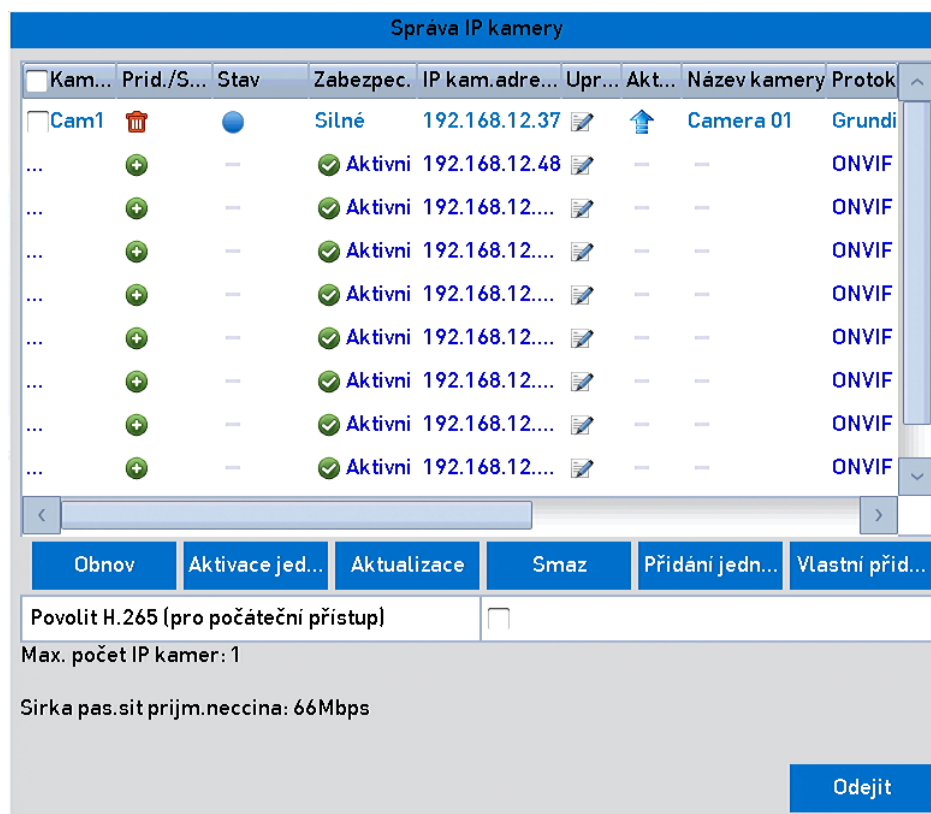 Správa IP kamery
Kam... Prid./S... Stav Zabezpec. IP kam.adre... Upr... Akt... Název kamery Protok
Cam1 Silné 192.168.12.37 Camera 01 Grundi
... – Aktivni 192.168.12.48 – – ONVIF
... – Aktivni 192.168.12.... – – ONVIF
... – Aktivni 192.168.12.... – – ONVIF
... – Aktivni 192.168.12.... – – ONVIF
... – Aktivni 192.168.12.... – – ONVIF
... – Aktivni 192.168.12.... – – ONVIF
... – Aktivni 192.168.12.... – – ONVIF
... – Aktivni 192.168.12.... – – ONVIF
Obnov Aktivace jed... Aktualizace Smaz Přidání jedn... Vlastní přid...
Povolit H.265 (pro počáteční přístup)
Max. počet IP kamer: 1
Sirka pas.sit prijm.neccina: 66Mbps
Odejit